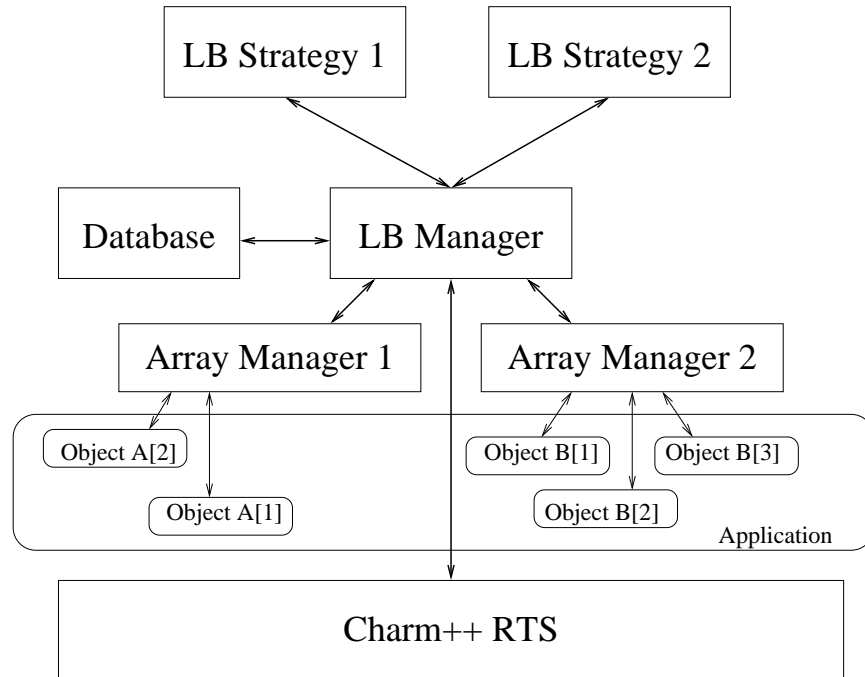 LB Strategy 1
LB Strategy 2
Database
LB Manager
Array Manager 1
Array Manager 2
Object A[2]
Object B[1]
Object B[3]
Object A[1]
Object B[2]
Application
Charm++ RTS